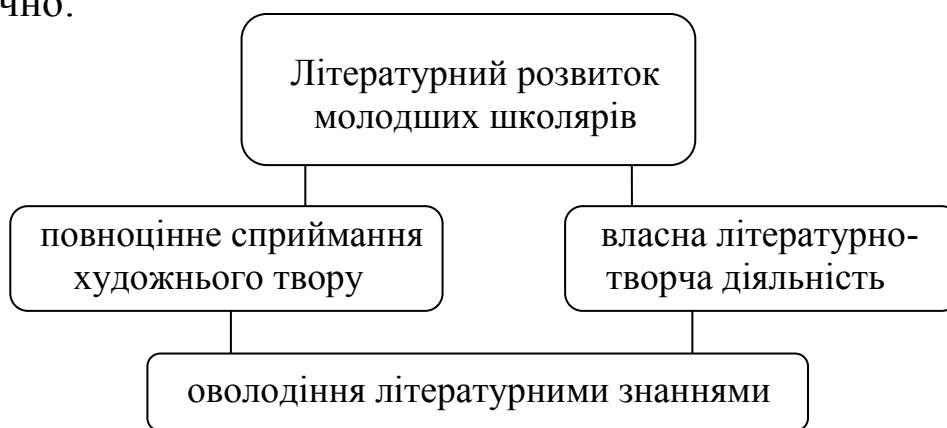 чно:
Літературний розвиток
молодших школярів
повноцінне сприймання
художнього твору
власна літературно-
творча діяльність
оволодіння літературними знаннями